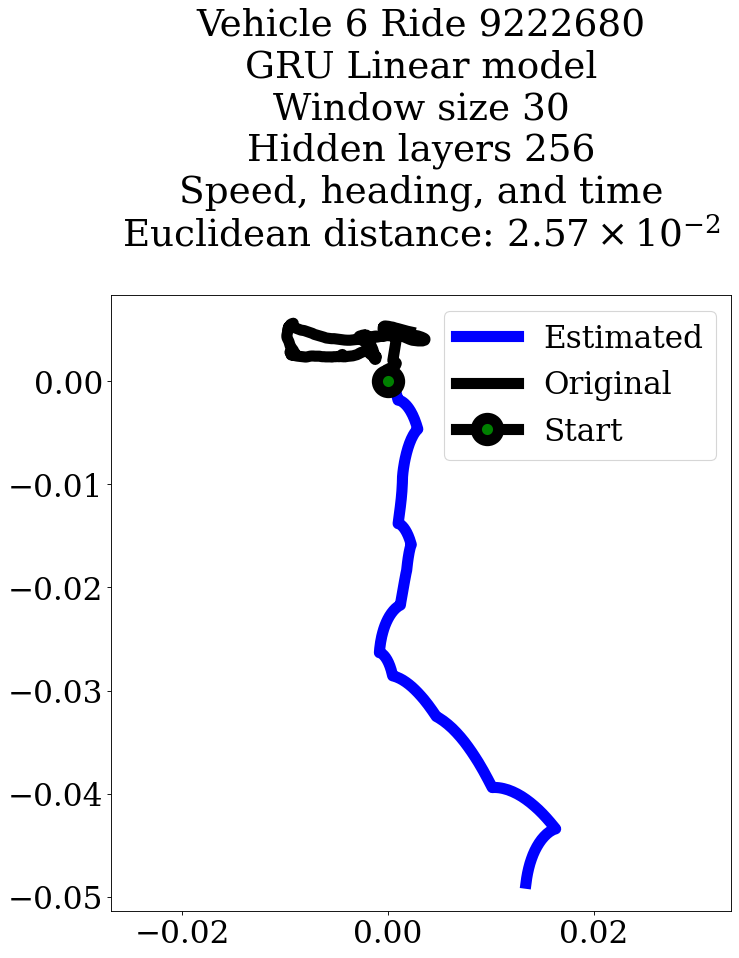 Vehicle 6 Ride 9222680
GRU Linear model
Window size 30
Hidden layers 256
Speed, heading, and time
Euclidean distance: 2.57 × 10⁻²
Estimated
Original
Start
0.00
−0.01
−0.02
−0.03
−0.04
−0.05
−0.02 0.00 0.02